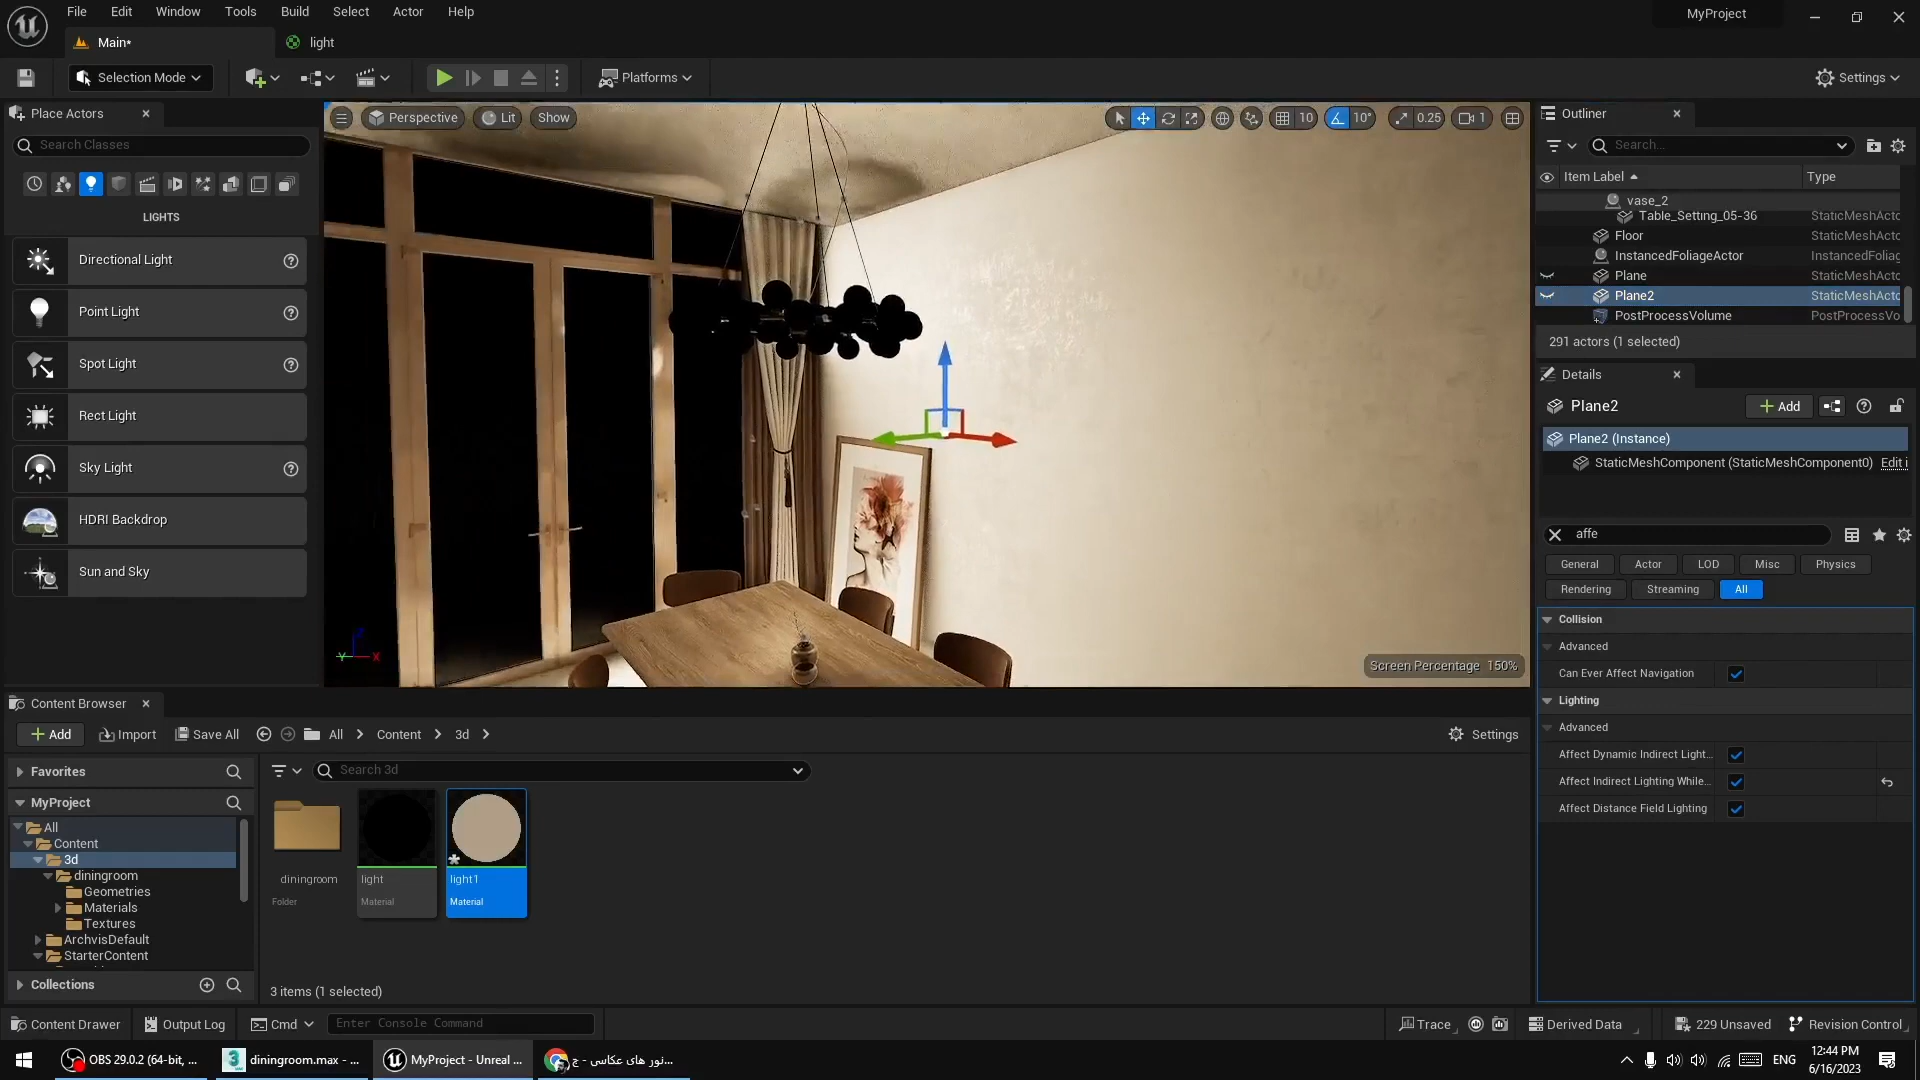 File Edit Window Tools Build Select Actor Help
MyProject
Main*
light
Selection Mode
Platforms
Settings
Place Actors
Search Classes
LIGHTS
Directional Light
Point Light
Spot Light
Rect Light
Sky Light
HDRI Backdrop
Sun and Sky
Perspective
Lit
Show
10
10°
0.25
1
Screen Percentage 150%
Outliner
Search...
Item Label
Type
vase_2
Table_Setting_05-36 StaticMeshActo
Floor StaticMeshActo
InstancedFoliageActor InstancedFoliag
Plane StaticMeshActo
Plane2 StaticMeshActo
PostProcessVolume PostProcessVo
291 actors (1 selected)
Details
Plane2
Add
Plane2 (Instance)
StaticMeshComponent (StaticMeshComponent0) Edit i
affe
General Actor LOD Misc Physics
Rendering Streaming All
Collision
Advanced
Can Ever Affect Navigation
Lighting
Advanced
Affect Dynamic Indirect Light...
Affect Indirect Lighting While...
Affect Distance Field Lighting
Content Browser
Add Import Save All All Content 3d Settings
Favorites
MyProject
All
Content
3d
diningroom
Geometries
Materials
Textures
ArchvisDefault
StarterContent
Collections
Search 3d
diningroom
Folder
light
Material
light1
Material
3 items (1 selected)
Content Drawer Output Log Cmd Enter Console Command Trace Derived Data 229 Unsaved Revision Control
OBS 29.0.2 (64-bit, ...
diningroom.max - ...
MyProject - Unreal ...
نور های عکاسی - ج...
ENG
12:44 PM
6/16/2023